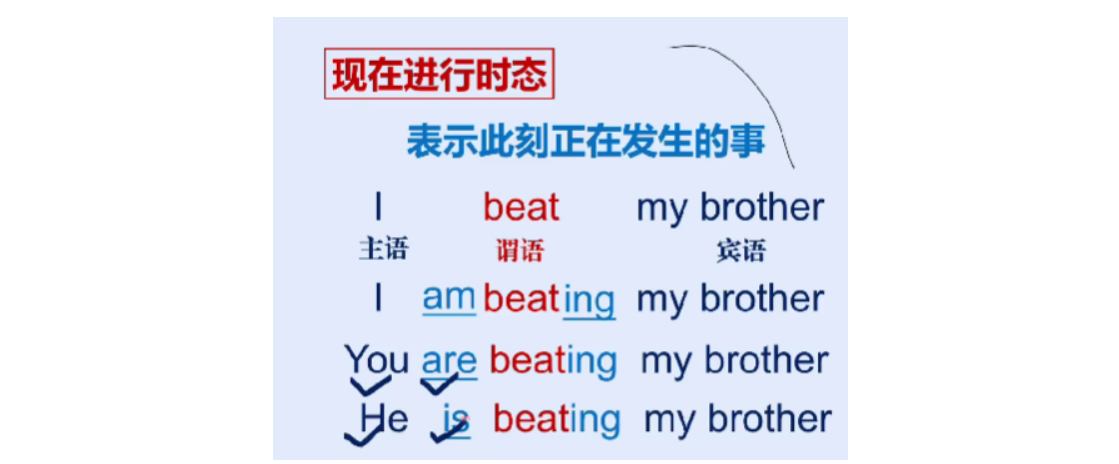 现在进行时态
表示此刻正在发生的事
I beat my brother
主语 谓语 宾语
I am beating my brother
You are beating my brother
He is beating my brother